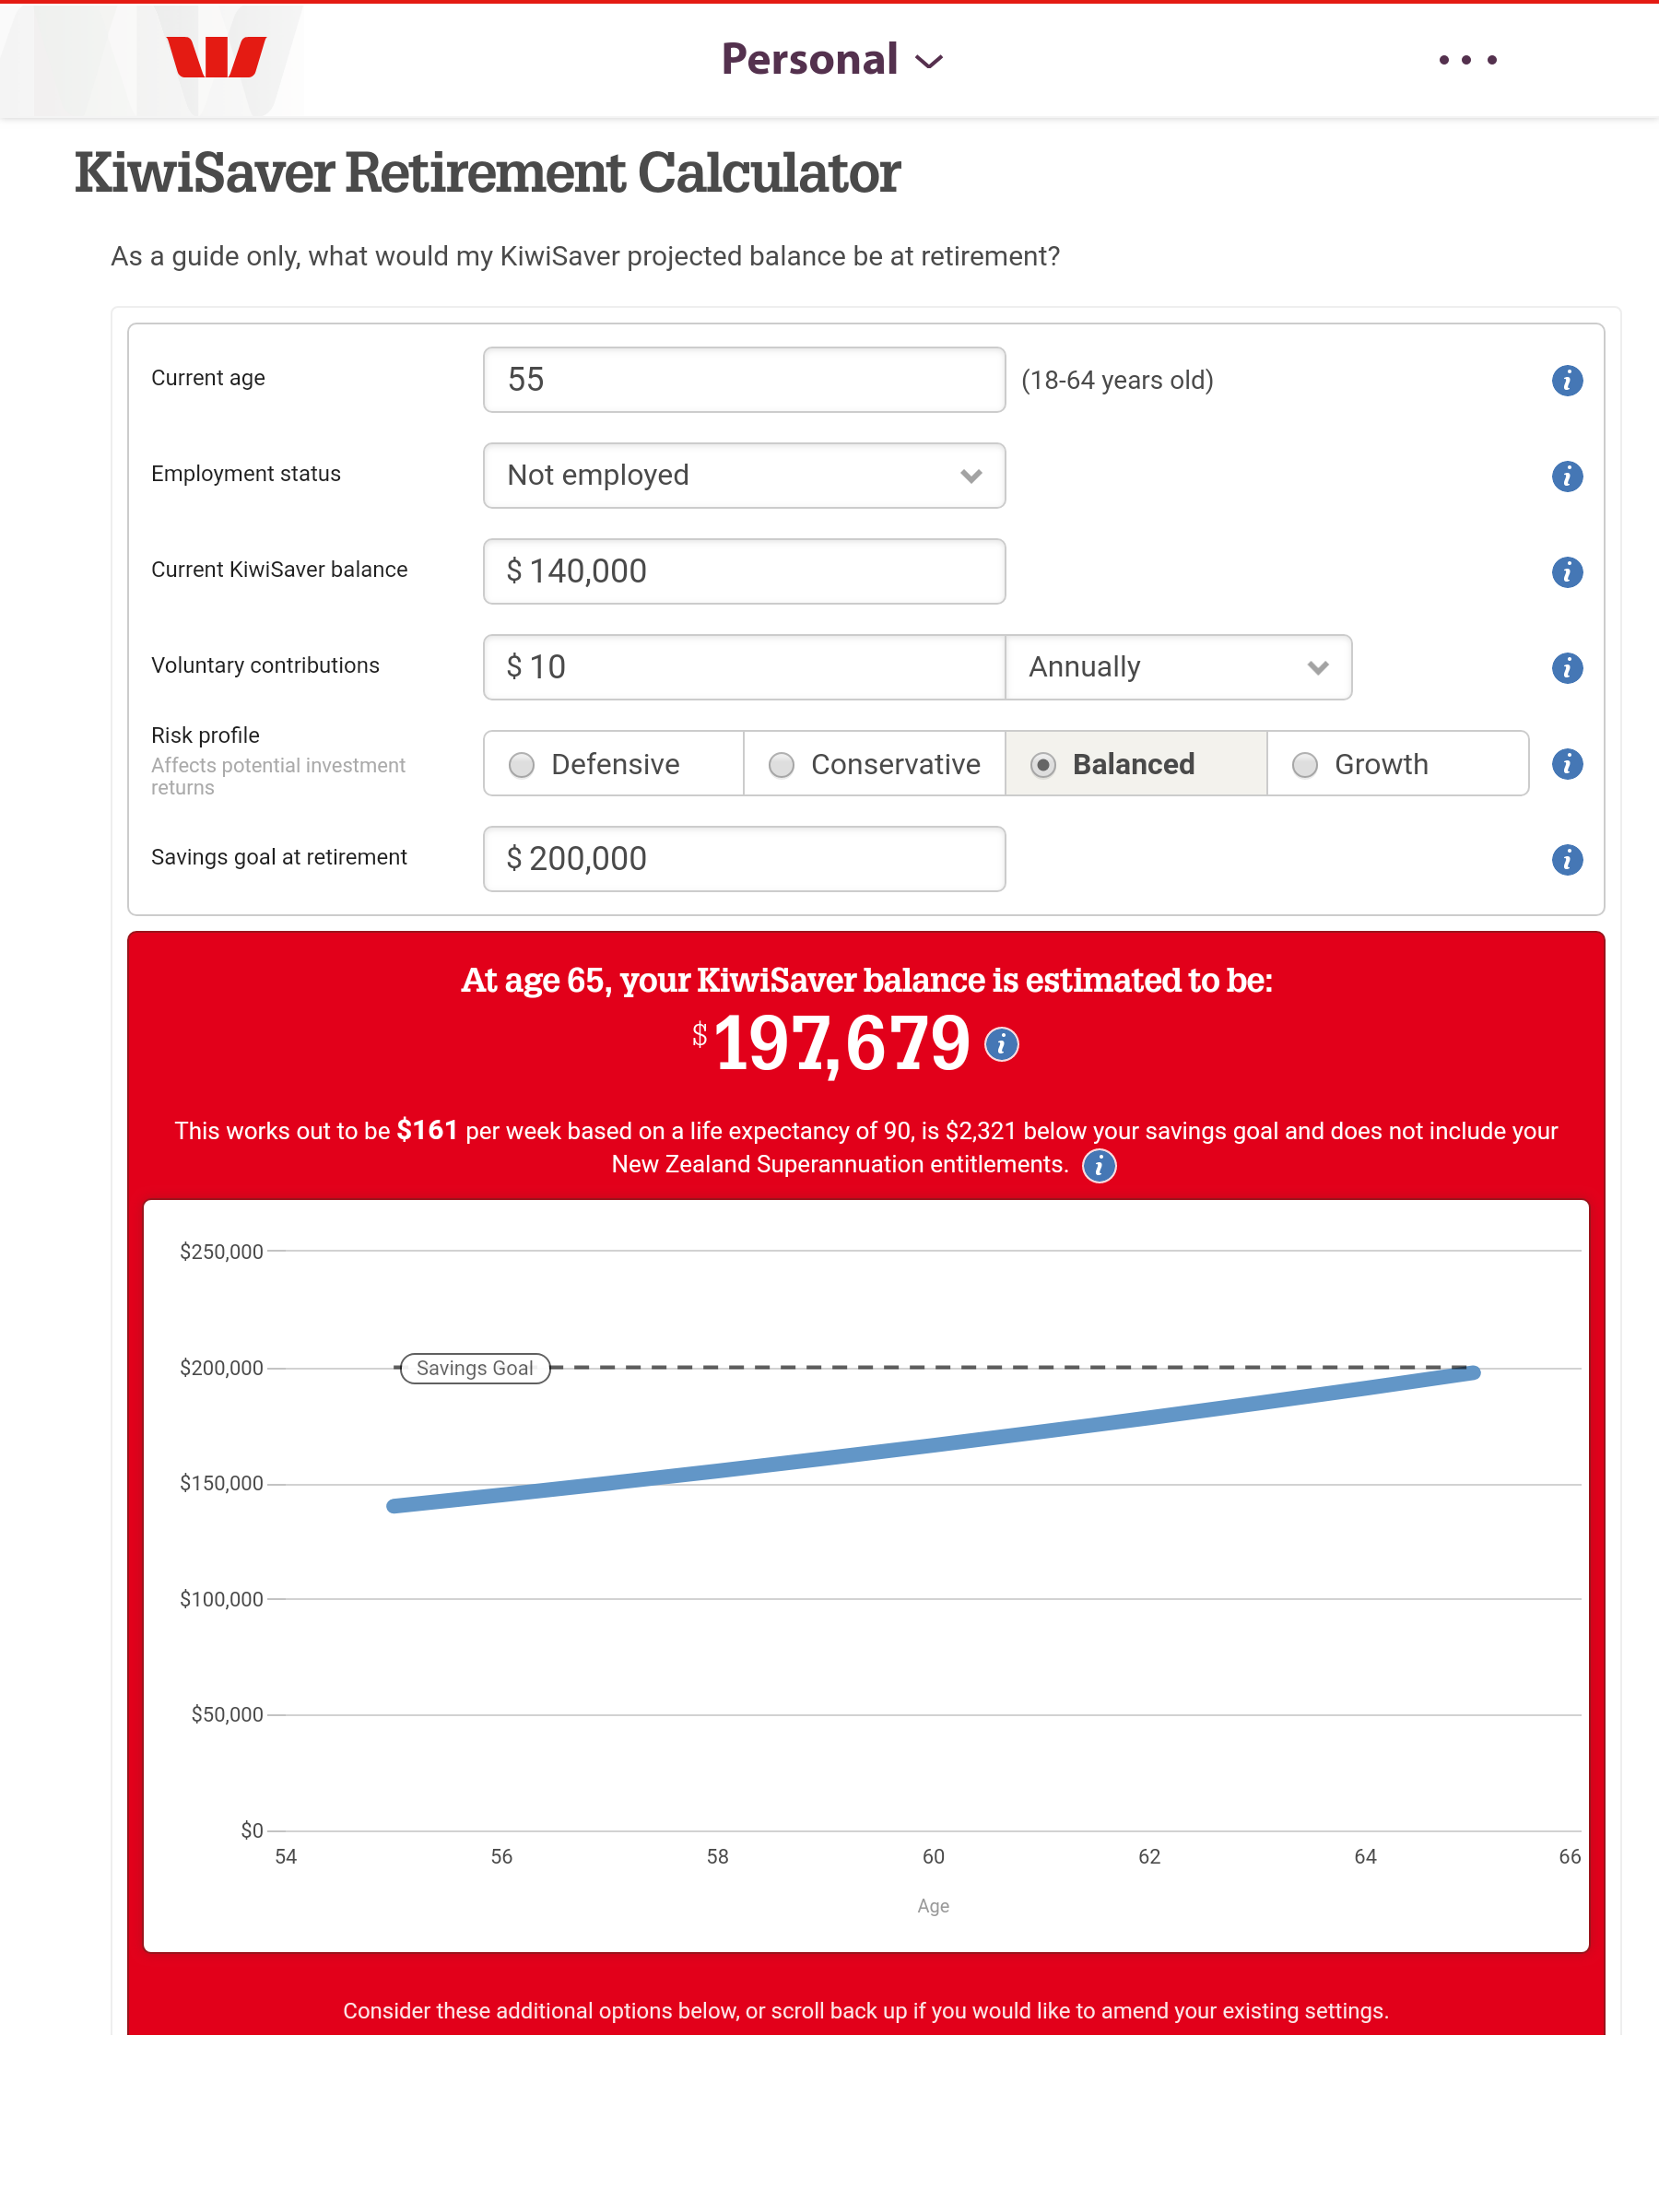 Personal
KiwiSaver Retirement Calculator
As a guide only, what would my KiwiSaver projected balance be at retirement?
Current age 55 (18-64 years old)
Employment status Not employed
Current KiwiSaver balance $ 140,000
Voluntary contributions $ 10 Annually
Risk profile
Affects potential investment
returns
Defensive Conservative Balanced Growth
Savings goal at retirement $ 200,000
At age 65, your KiwiSaver balance is estimated to be:
$197,679
This works out to be $161 per week based on a life expectancy of 90, is $2,321 below your savings goal and does not include your
New Zealand Superannuation entitlements.
$250,000
$200,000 Savings Goal
$150,000
$100,000
$50,000
$0
54 56 58 60 62 64 66
Age
Consider these additional options below, or scroll back up if you would like to amend your existing settings.